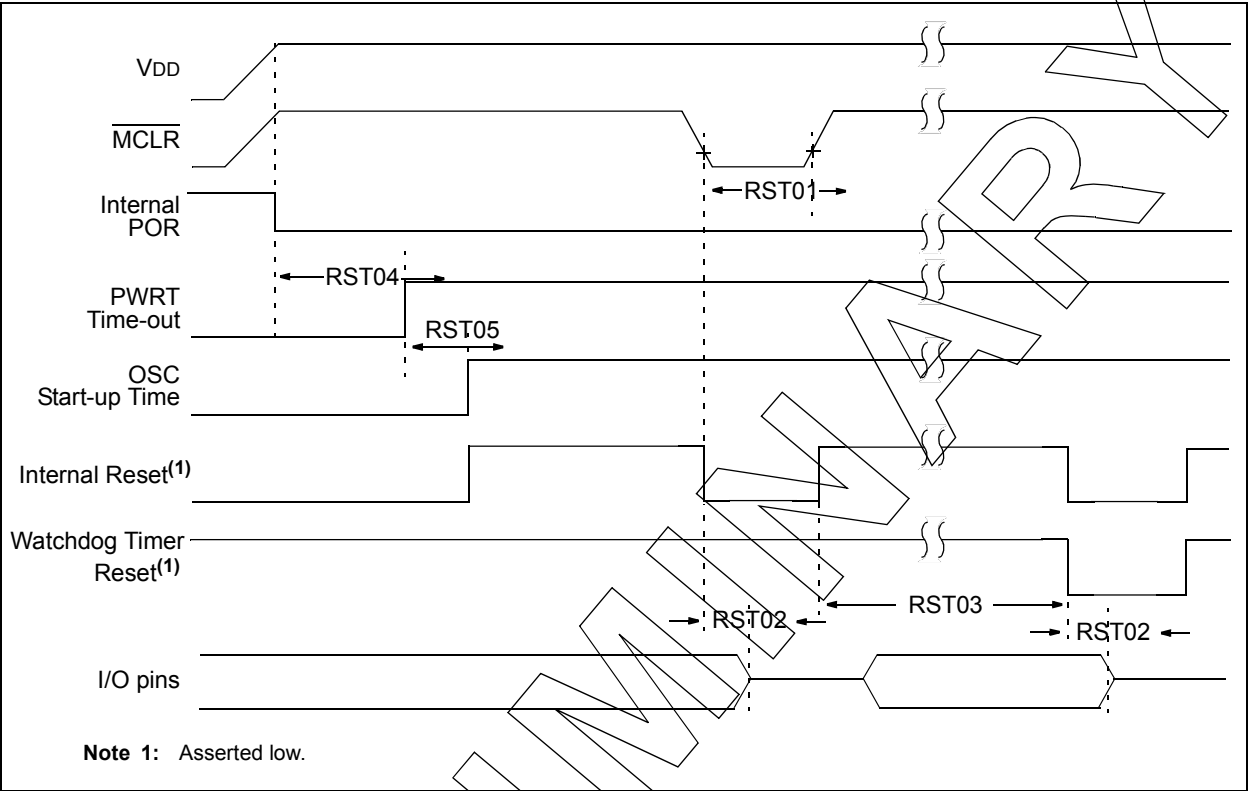 VDD
MCLR
RST01
Internal
POR
RST04
PWRT
Time-out
RST05
OSC
Start-up Time
Internal Reset(1)
Watchdog Timer
Reset(1)
RST03
RST02
RST02
I/O pins
Note 1: Asserted low.
IMINARY